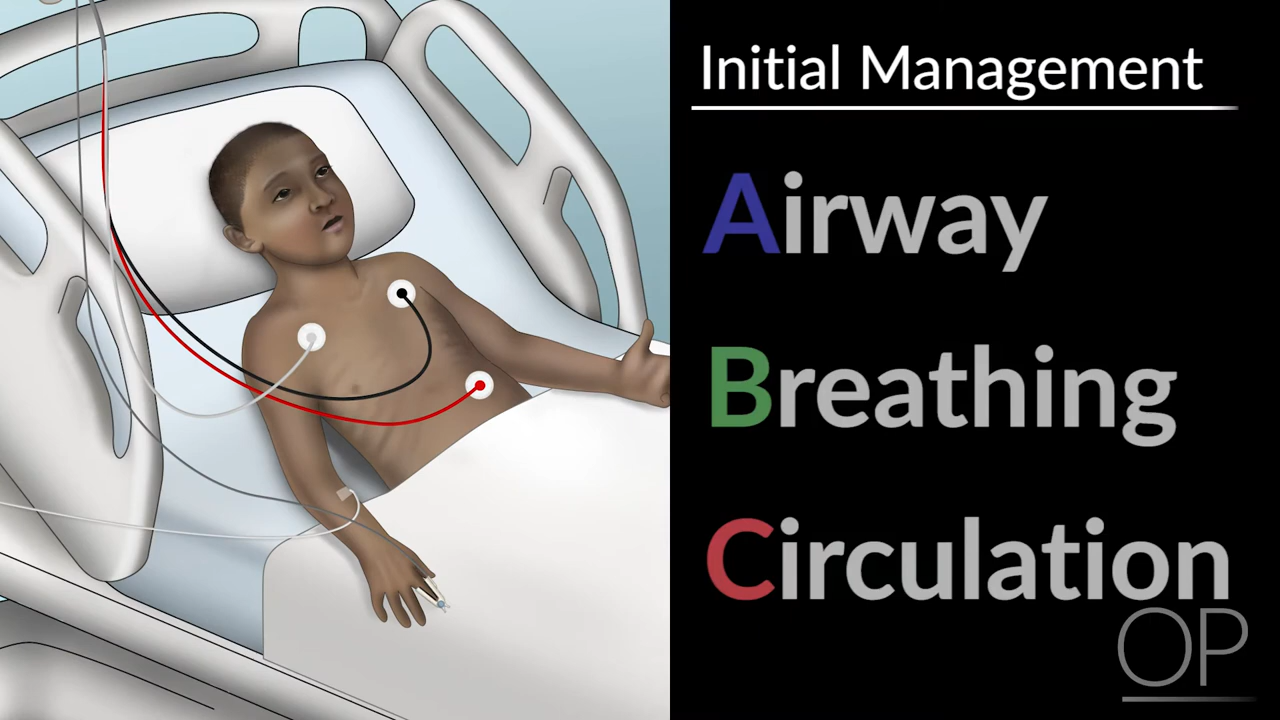 Initial Management
Airway
Breathing
Circulation
OP